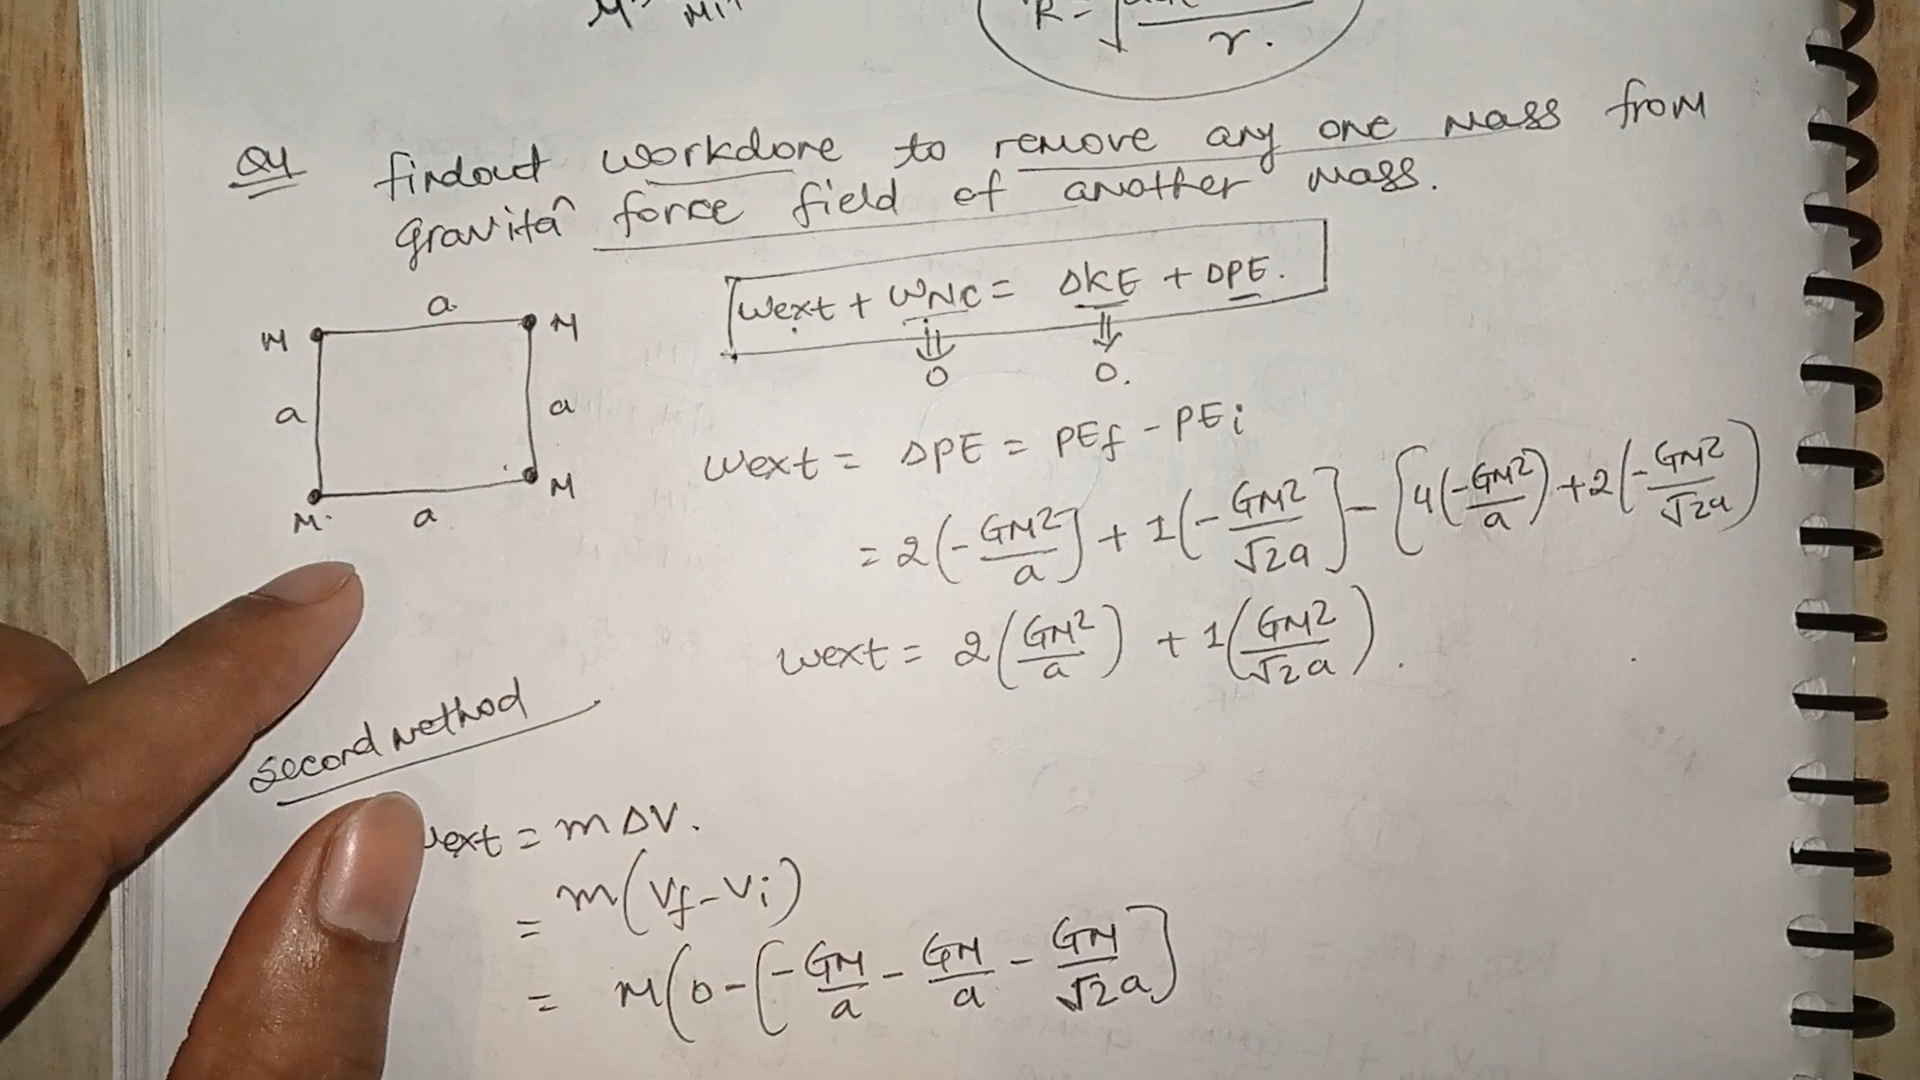 R = √
r.
Q4 findout workdone to remove any one mass from
gravitân force field of another mass.
a.
M M
a a
M. M
a
Wext + WNC = ΔKE + ΔPE.
0 0.
Wext = ΔPE = PEf - PEi
= 2(-GM²/a] + 1(-GM²/√2a] - [4(-GM²/a) + 2(-GM²/√2a)
Wext = 2(GM²/a) + 1(GM²/√2a).
Second Method
ext = mΔV.
= m(Vf - Vi)
= M(0 - [-GM/a - GM/a - GM/√2a]